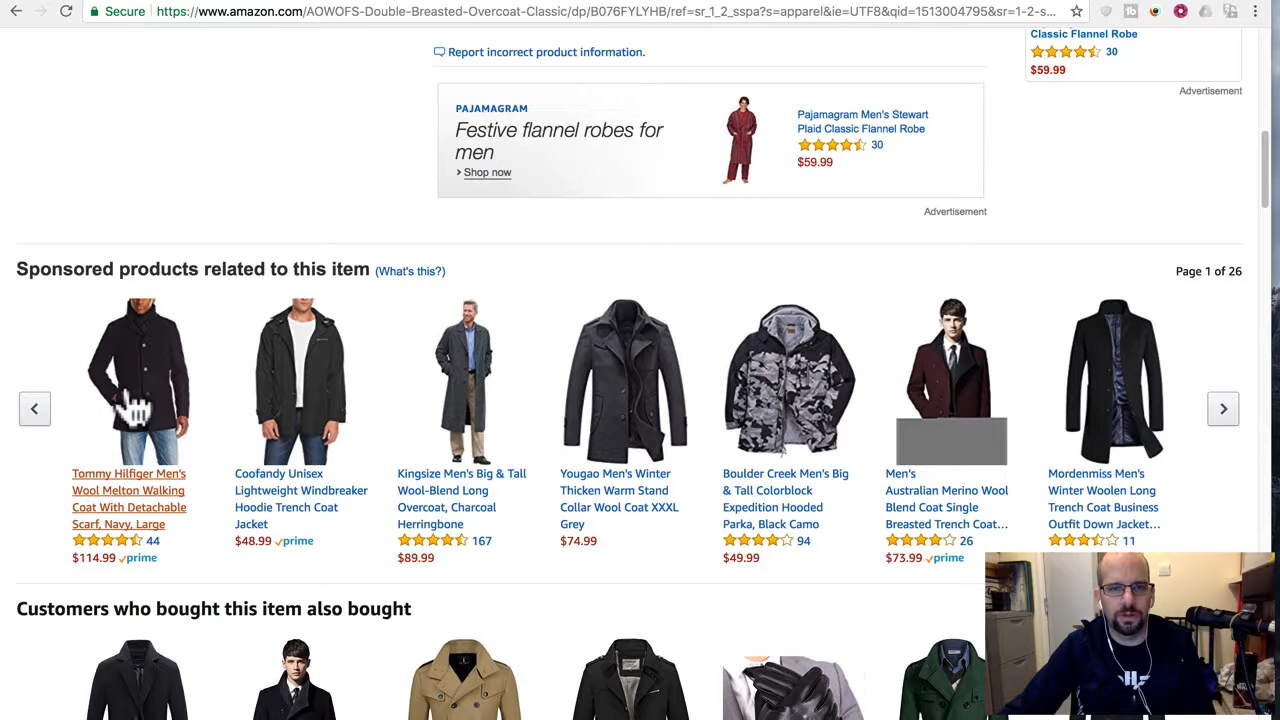 Secure https://www.amazon.com/AOWOFS-Double-Breasted-Overcoat-Classic/dp/B076FYLYHB/ref=sr_1_2_sspa?s=apparel&ie=UTF8&qid=1513004795&sr=1-2-s...
Report incorrect product information.
Classic Flannel Robe
30
$59.99
Advertisement
PAJAMAGRAM
Festive flannel robes for
men
Shop now
Pajamagram Men's Stewart
Plaid Classic Flannel Robe
30
$59.99
Advertisement
Sponsored products related to this item (What's this?)
Page 1 of 26
Tommy Hilfiger Men's
Wool Melton Walking
Coat With Detachable
Scarf, Navy, Large
44
$114.99 prime
Coofandy Unisex
Lightweight Windbreaker
Hoodie Trench Coat
Jacket
$48.99 prime
Kingsize Men's Big & Tall
Wool-Blend Long
Overcoat, Charcoal
Herringbone
167
$89.99
Yougao Men's Winter
Thicken Warm Stand
Collar Wool Coat XXXL
Grey
$74.99
Boulder Creek Men's Big
& Tall Colorblock
Expedition Hooded
Parka, Black Camo
94
$49.99
Men's
Australian Merino Wool
Blend Coat Single
Breasted Trench Coat...
26
$73.99 prime
Mordenmiss Men's
Winter Woolen Long
Trench Coat Business
Outfit Down Jacket...
11
Customers who bought this item also bought